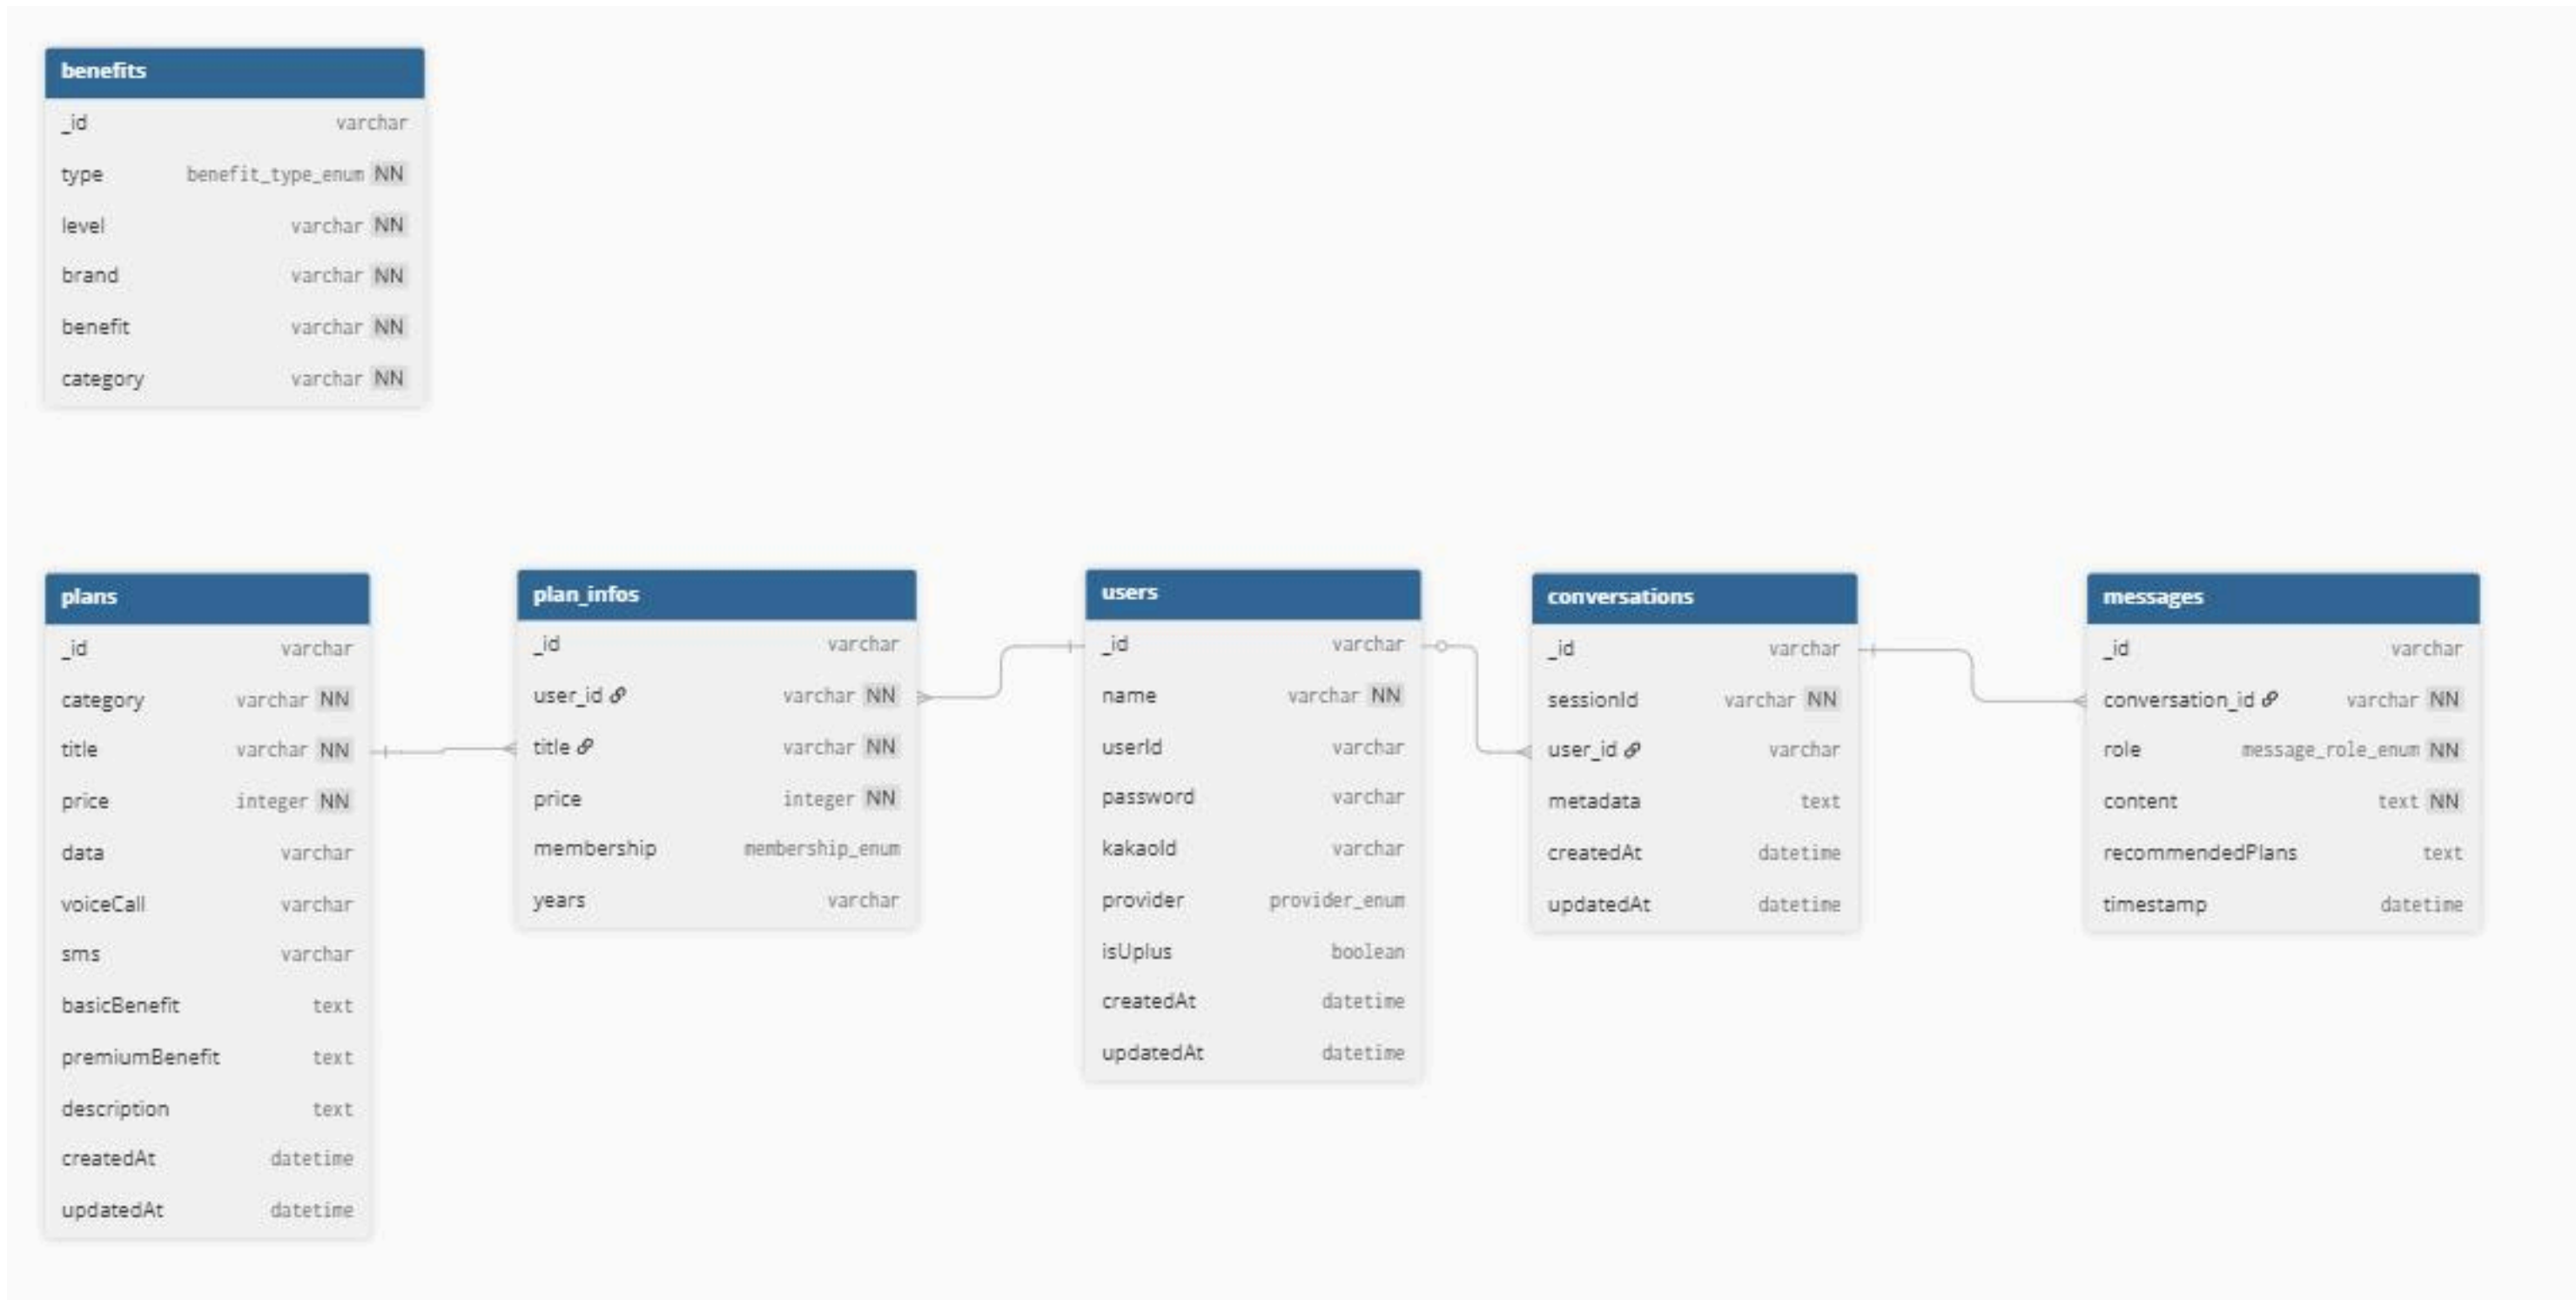 benefits
_id varchar
type benefit_type_enum NN
level varchar NN
brand varchar NN
benefit varchar NN
category varchar NN
plans
_id varchar
category varchar NN
title varchar NN
price integer NN
data varchar
voiceCall varchar
sms varchar
basicBenefit text
premiumBenefit text
description text
createdAt datetime
updatedAt datetime
plan_infos
_id varchar
user_id varchar NN
title varchar NN
price integer NN
membership membership_enum
years varchar
users
_id varchar
name varchar NN
userId varchar
password varchar
kakaoId varchar
provider provider_enum
isUplus boolean
createdAt datetime
updatedAt datetime
conversations
_id varchar
sessionId varchar NN
user_id varchar
metadata text
createdAt datetime
updatedAt datetime
messages
_id varchar
conversation_id varchar NN
role message_role_enum NN
content text NN
recommendedPlans text
timestamp datetime